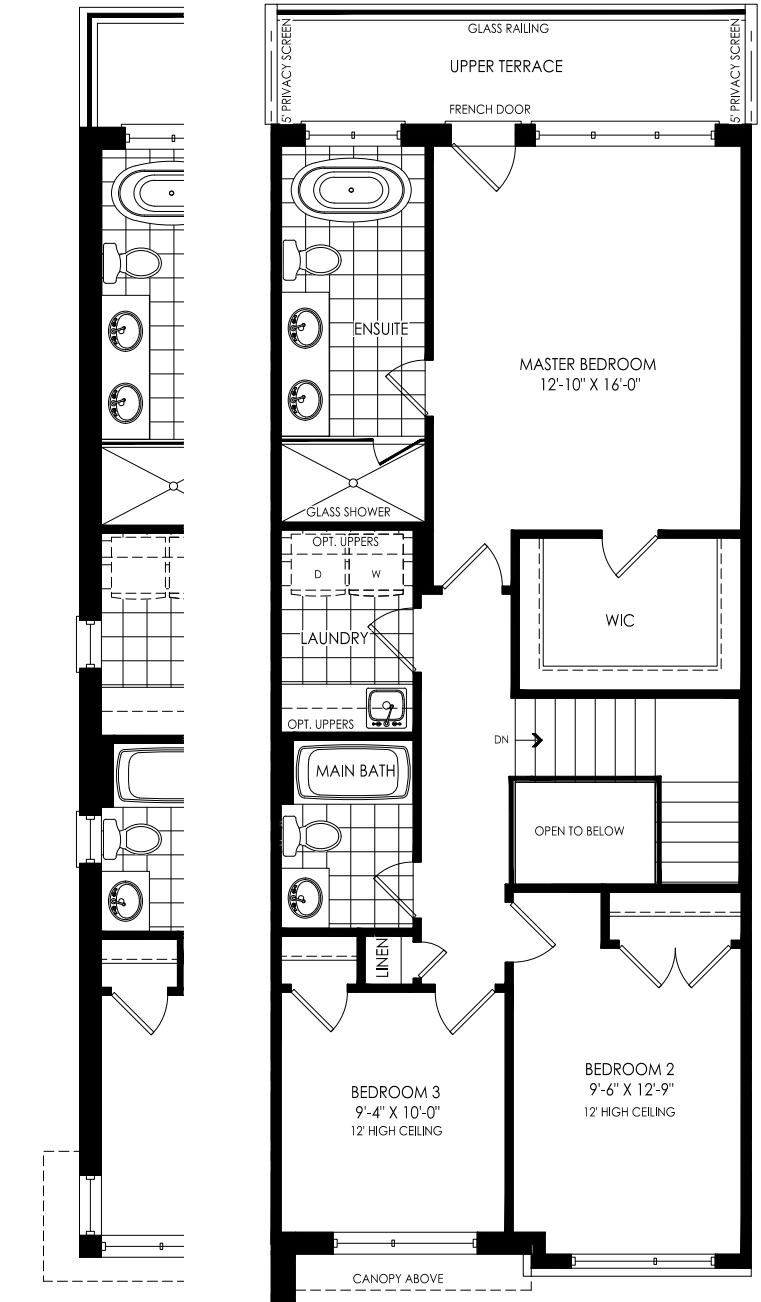 GLASS RAILING
5' PRIVACY SCREEN
5' PRIVACY SCREEN
UPPER TERRACE
FRENCH DOOR
ENSUITE
MASTER BEDROOM
12'-10" X 16'-0"
GLASS SHOWER
OPT. UPPERS
D
W
LAUNDRY
WIC
OPT. UPPERS
DN
MAIN BATH
OPEN TO BELOW
LINEN
BEDROOM 2
9'-6" X 12'-9"
12' HIGH CEILING
BEDROOM 3
9'-4" X 10'-0"
12' HIGH CEILING
CANOPY ABOVE